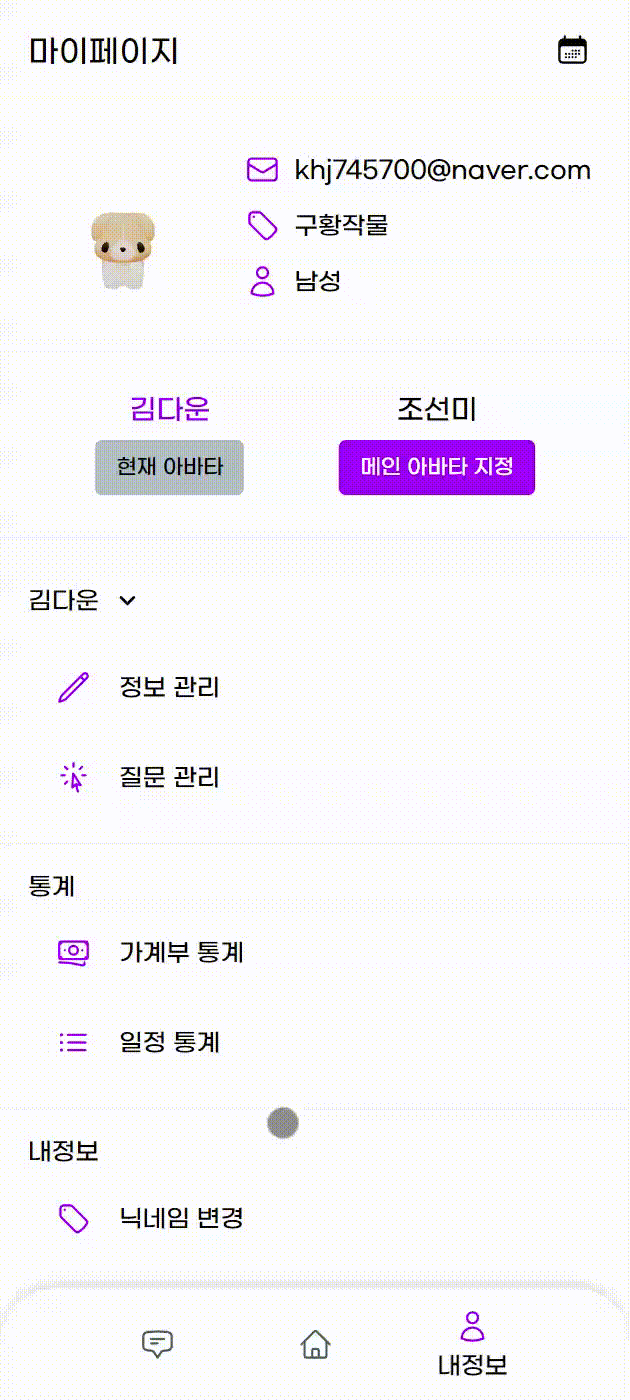 마이페이지
khj745700@naver.com
구황작물
남성
김다운 조선미
현재 아바타 메인 아바타 지정
김다운
정보 관리
질문 관리
통계
가계부 통계
일정 통계
내정보
닉네임 변경
내정보